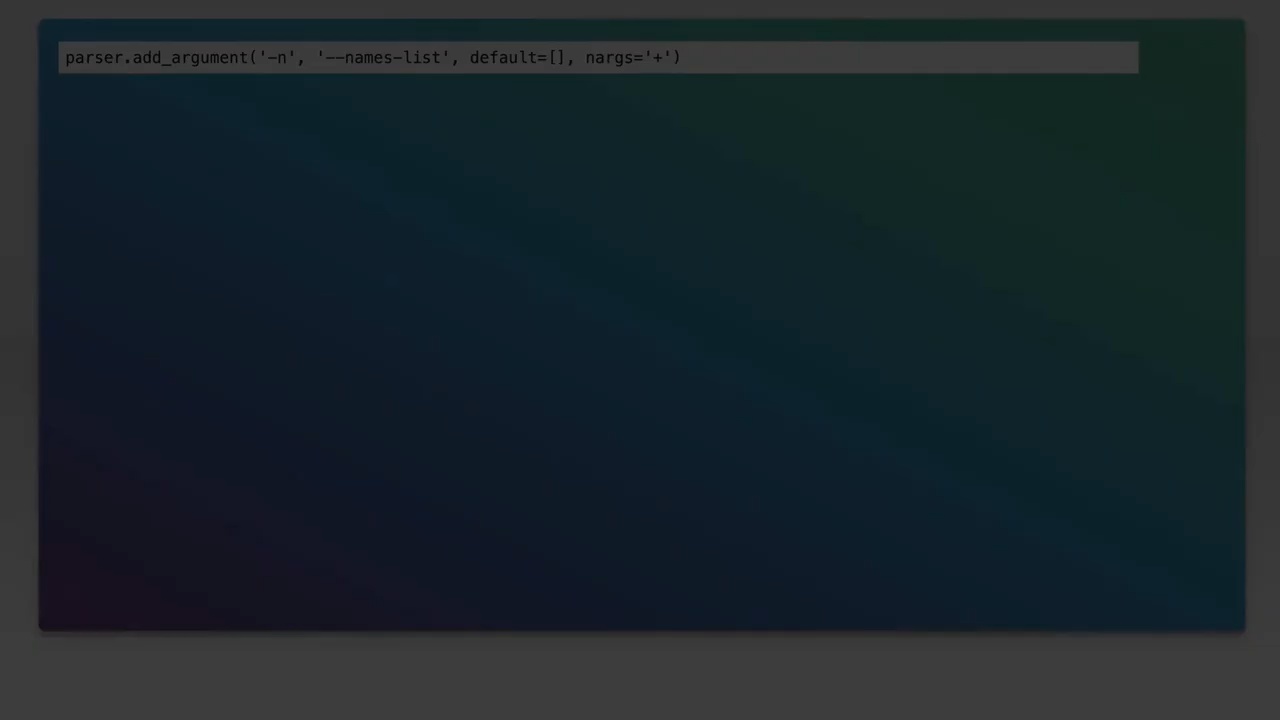 parser.add_argument('-n', '--names-list', default=[], nargs='+')